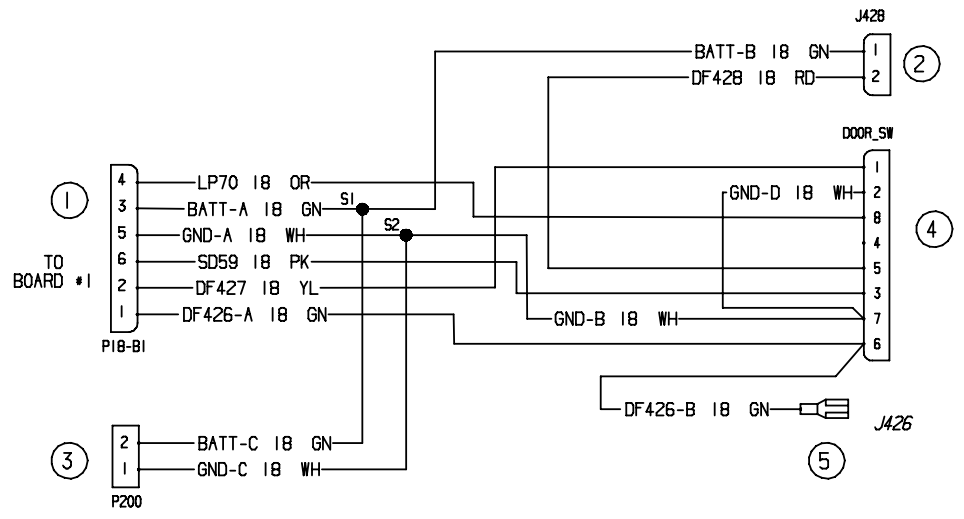 J428
BATT-B 18 GN 1
DF428 18 RD 2
2
DOOR_SW
1
GND-D 18 WH 2
8
4
5
3
GND-B 18 WH 7
6
4
1
TO
BOARD #1
4 LP70 18 OR
3 BATT-A 18 GN
S1
5 GND-A 18 WH
S2
6 SD59 18 PK
2 DF427 18 YL
1 DF426-A 18 GN
P18-B1
DF426-B 18 GN
J426
5
3
2 BATT-C 18 GN
1 GND-C 18 WH
P200